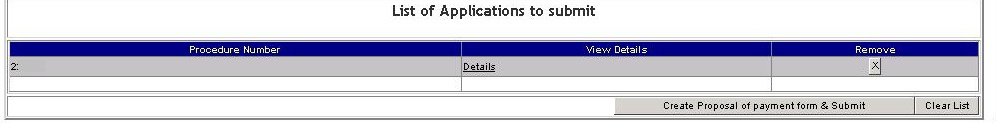 List of Applications to submit
Procedure Number View Details Remove
2: Details X
Create Proposal of payment form & Submit Clear List